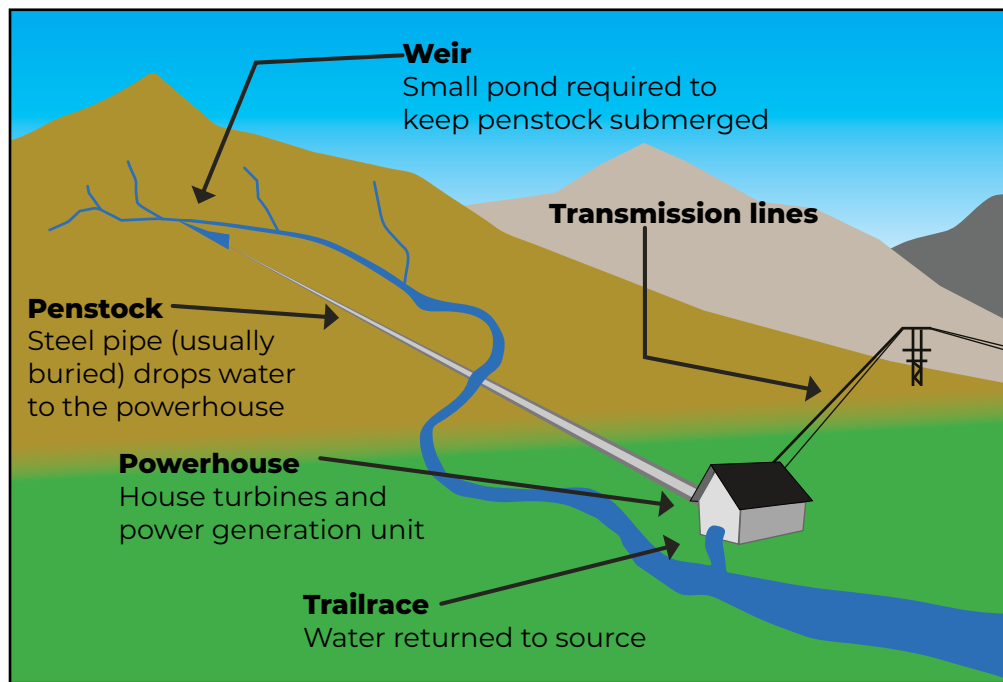 Weir
Small pond required to
keep penstock submerged
Transmission lines
Penstock
Steel pipe (usually
buried) drops water
to the powerhouse
Powerhouse
House turbines and
power generation unit
Trailrace
Water returned to source